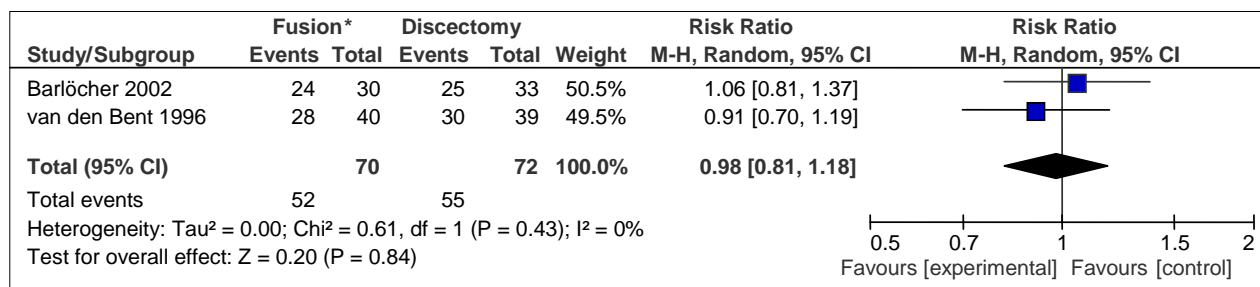 Fusion* Discectomy Risk Ratio Risk Ratio
Study/Subgroup Events Total Events Total Weight M-H, Random, 95% CI M-H, Random, 95% CI
Barlöcher 2002 24 30 25 33 50.5% 1.06 [0.81, 1.37]
van den Bent 1996 28 40 30 39 49.5% 0.91 [0.70, 1.19]
Total (95% CI) 70 72 100.0% 0.98 [0.81, 1.18]
Total events 52 55
Heterogeneity: Tau² = 0.00; Chi² = 0.61, df = 1 (P = 0.43); I² = 0%
Test for overall effect: Z = 0.20 (P = 0.84)
0.5 0.7 1 1.5 2
Favours [experimental] Favours [control]